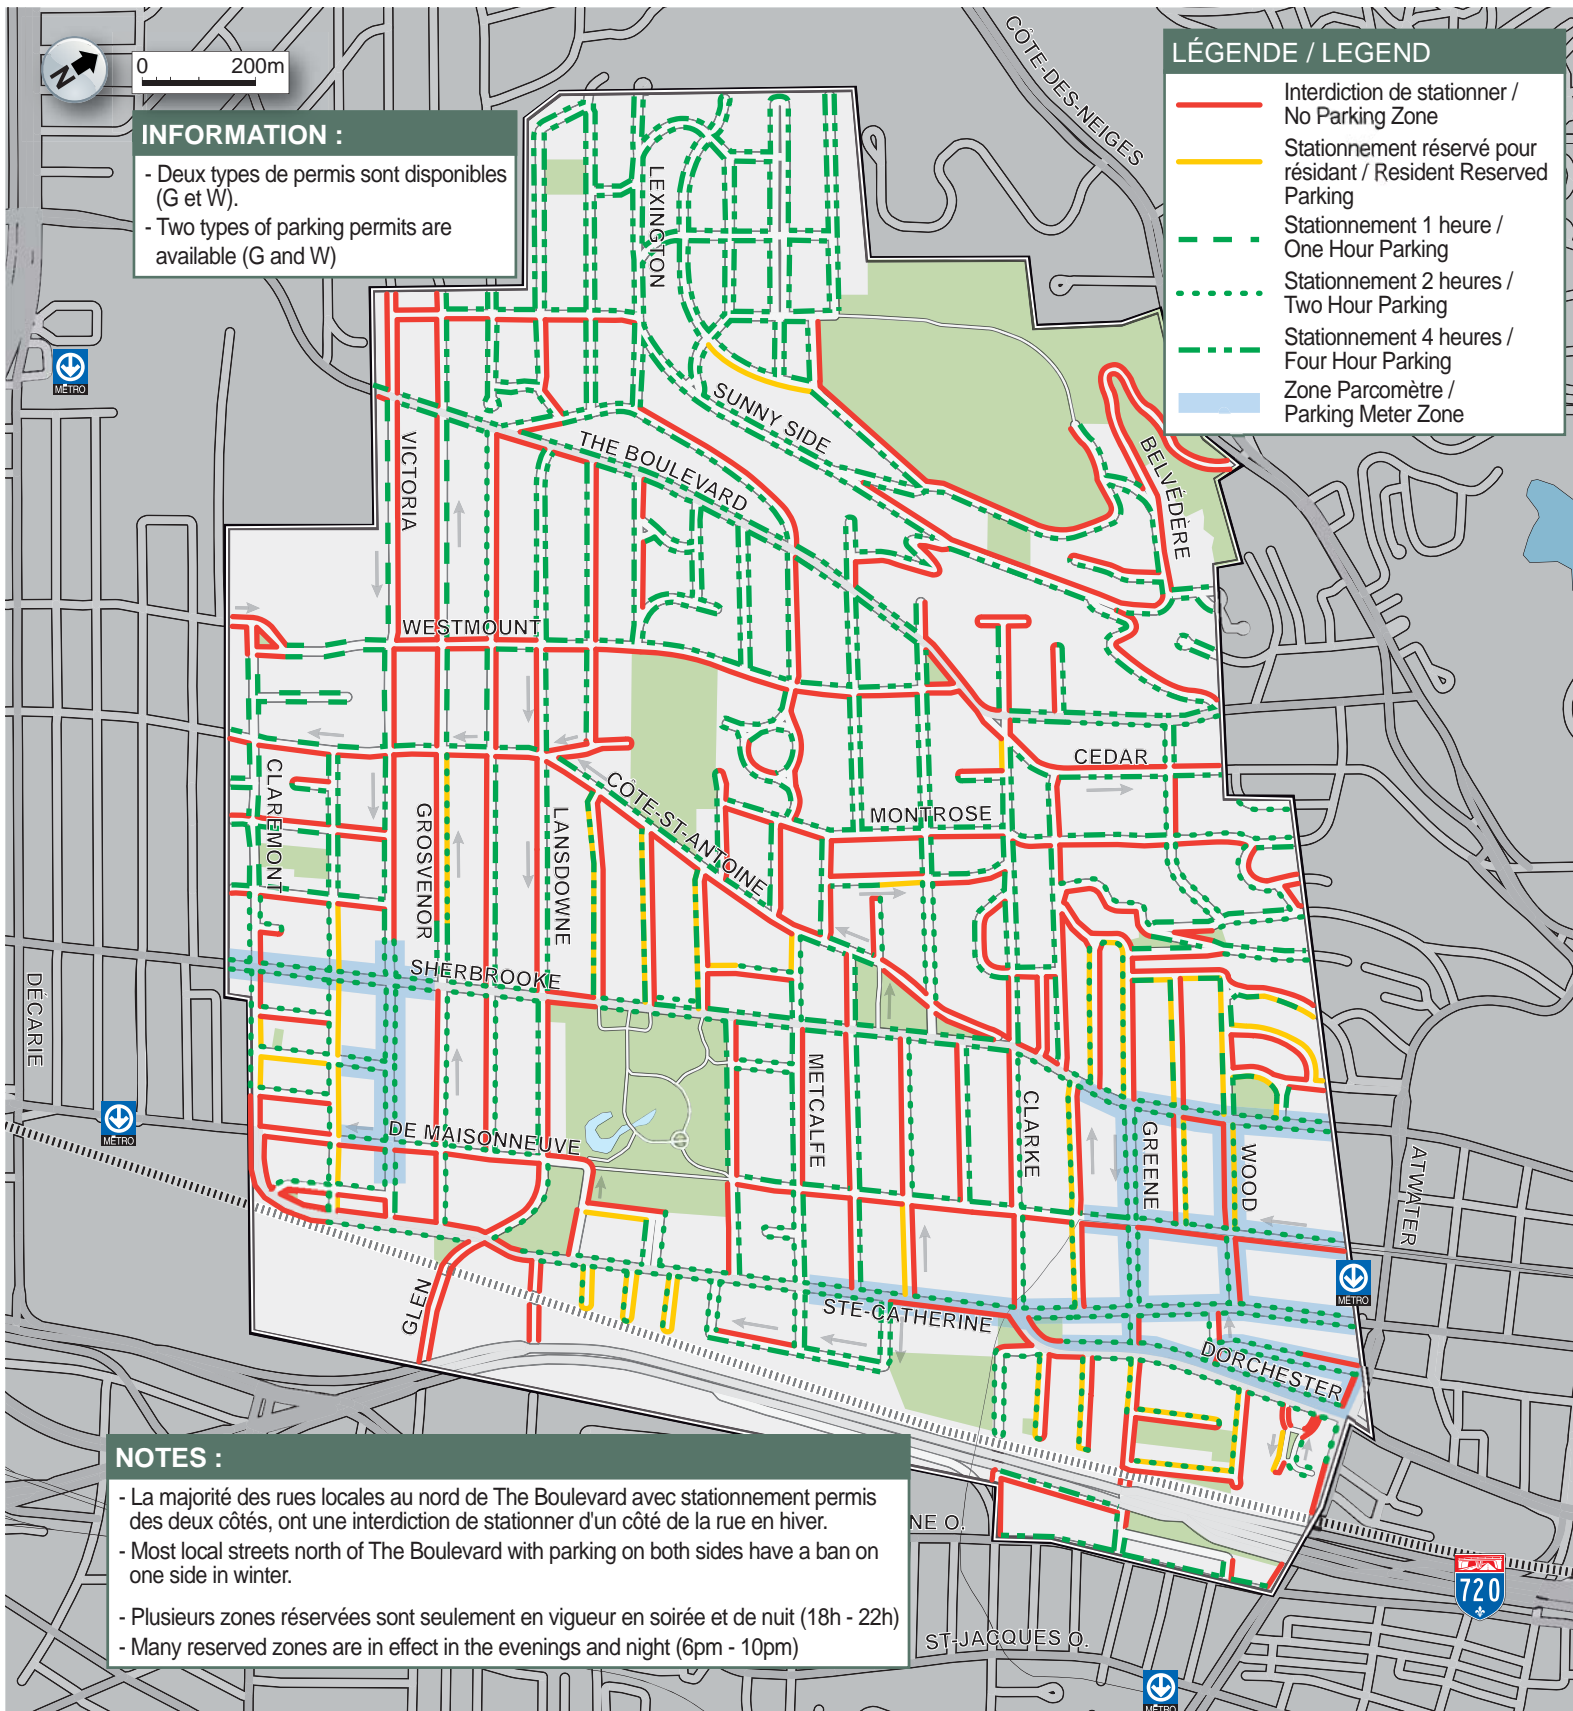 N
0 200m
INFORMATION :
- Deux types de permis sont disponibles
(G et W).
- Two types of parking permits are
available (G and W)
LÉGENDE / LEGEND
Interdiction de stationner /
No Parking Zone
Stationnement réservé pour
résidant / Resident Reserved
Parking
Stationnement 1 heure /
One Hour Parking
Stationnement 2 heures /
Two Hour Parking
Stationnement 4 heures /
Four Hour Parking
Zone Parcomètre /
Parking Meter Zone
CÔTE-DES-NEIGES
LEXINGTON
MÉTRO
SUNNY SIDE
THE BOULEVARD
VICTORIA
BELVÉDÈRE
WESTMOUNT
CEDAR
CLAREMONT
GROSVENOR
LANSDOWNE
CÔTE-ST-ANTOINE
MONTROSE
SHERBROOKE
DÉCARIE
MÉTRO
DE MAISONNEUVE
METCALFE
CLARKE
GREENE
WOOD
ATWATER
MÉTRO
GLEN
STE-CATHERINE
DORCHESTER
NOTES :
- La majorité des rues locales au nord de The Boulevard avec stationnement permis
des deux côtés, ont une interdiction de stationner d'un côté de la rue en hiver.
- Most local streets north of The Boulevard with parking on both sides have a ban on
one side in winter.
- Plusieurs zones réservées sont seulement en vigueur en soirée et de nuit (18h - 22h)
- Many reserved zones are in effect in the evenings and night (6pm - 10pm)
NE O.
720
ST-JACQUES O.
MÉTRO